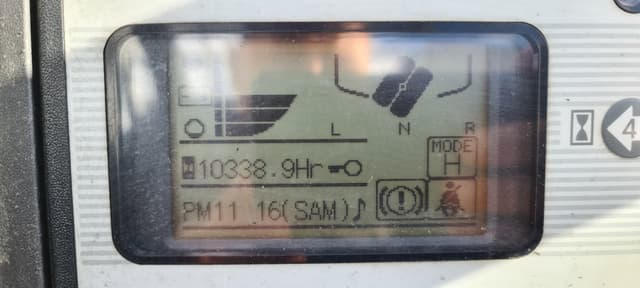 L N R
MODE
H
10338.9Hr
PM11 16(SAM)
4